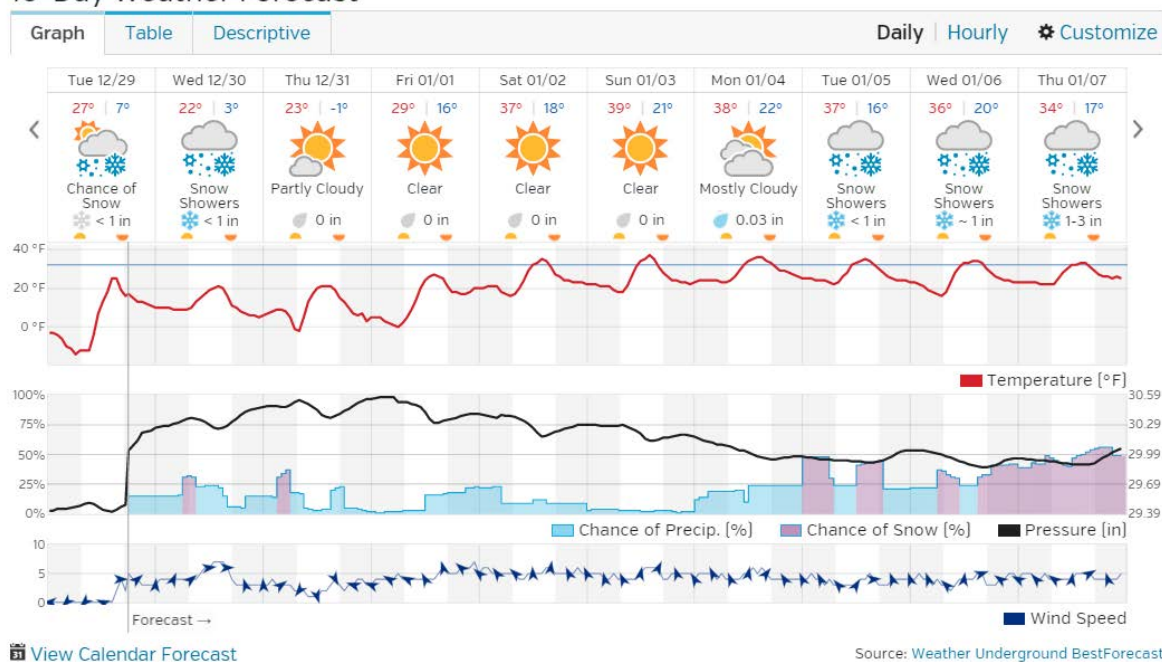 Graph Table Descriptive Daily Hourly Customize
Tue 12/29 Wed 12/30 Thu 12/31 Fri 01/01 Sat 01/02 Sun 01/03 Mon 01/04 Tue 01/05 Wed 01/06 Thu 01/07
27° | 7° 22° | 3° 23° | -1° 29° | 16° 37° | 18° 39° | 21° 38° | 22° 37° | 16° 36° | 20° 34° | 17°
Chance of Snow Partly Cloudy Clear Clear Clear Mostly Cloudy Snow Snow Snow
Snow Showers Showers Showers Showers
< 1 in < 1 in 0 in 0 in 0 in 0 in 0.03 in < 1 in ~ 1 in 1-3 in
40 °F
20 °F
0 °F
Temperature [°F]
100% 30.59
75% 30.29
50% 29.99
25% 29.69
0% 29.39
Chance of Precip. [%] Chance of Snow [%] Pressure [in]
10
5
0
Forecast → Wind Speed
31 View Calendar Forecast Source: Weather Underground BestForecast